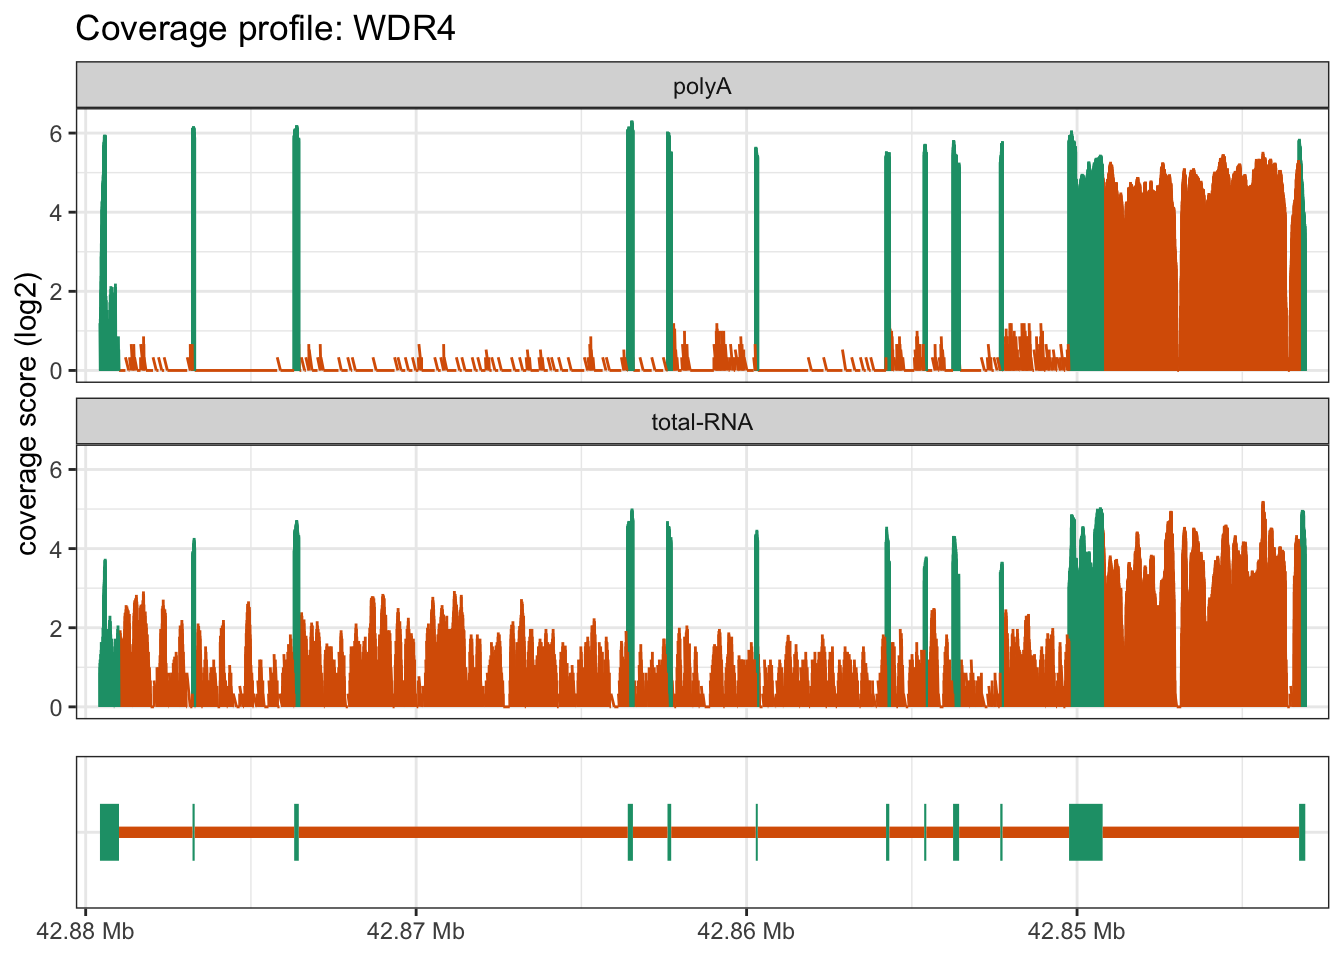 Coverage profile: WDR4
polyA
6
4
2
0
coverage score (log2)
total-RNA
6
4
2
0
42.88 Mb
42.87 Mb
42.86 Mb
42.85 Mb